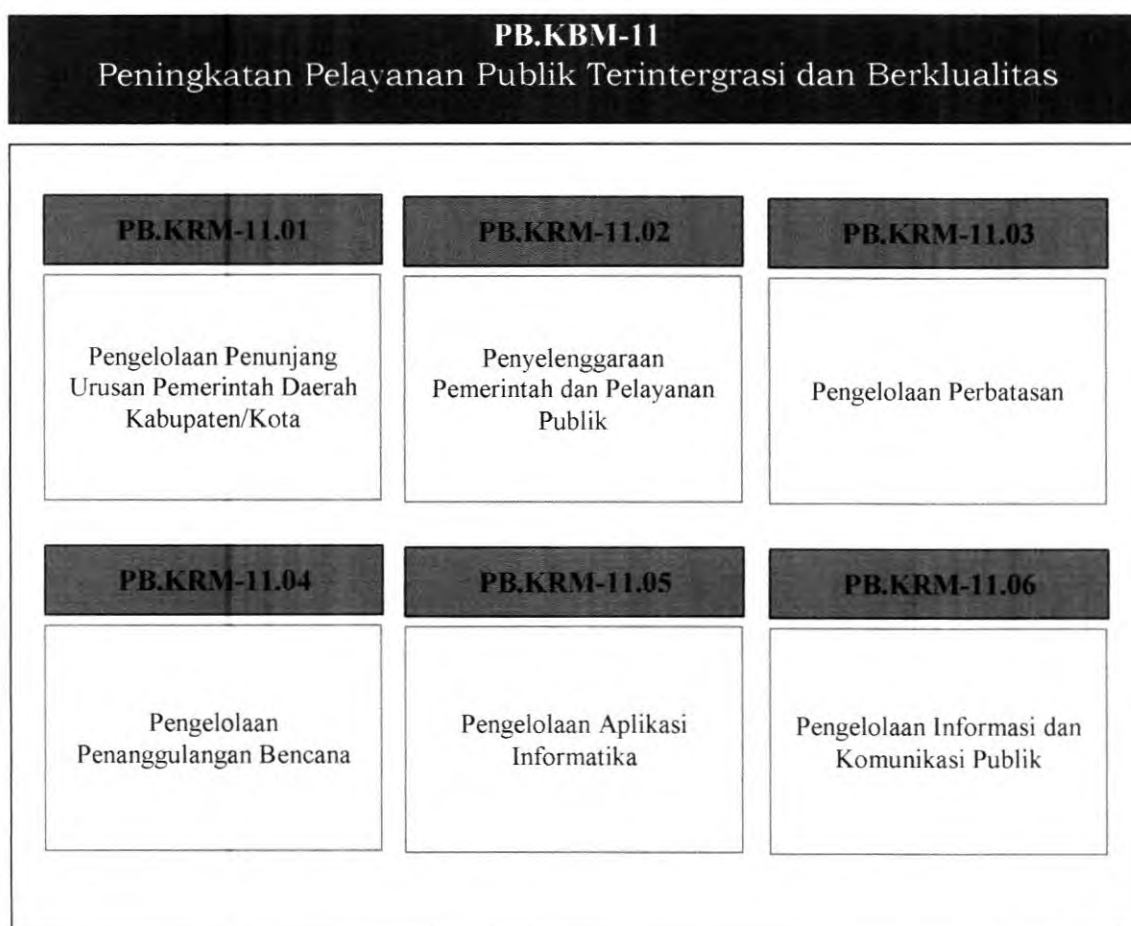 PB.KBM-11
Peningkatan Pelayanan Publik Terintergrasi dan Berklualitas
PB.KRM-11.01
Pengelolaan Penunjang
Urusan Pemerintah Daerah
Kabupaten/Kota
PB.KRM-11.02
Penyelenggaraan
Pemerintah dan Pelayanan
Publik
PB.KRM-11.03
Pengelolaan Perbatasan
PB.KRM-11.04
Pengelolaan
Penanggulangan Bencana
PB.KRM-11.05
Pengelolaan Aplikasi
Informatika
PB.KRM-11.06
Pengelolaan Informasi dan
Komunikasi Publik